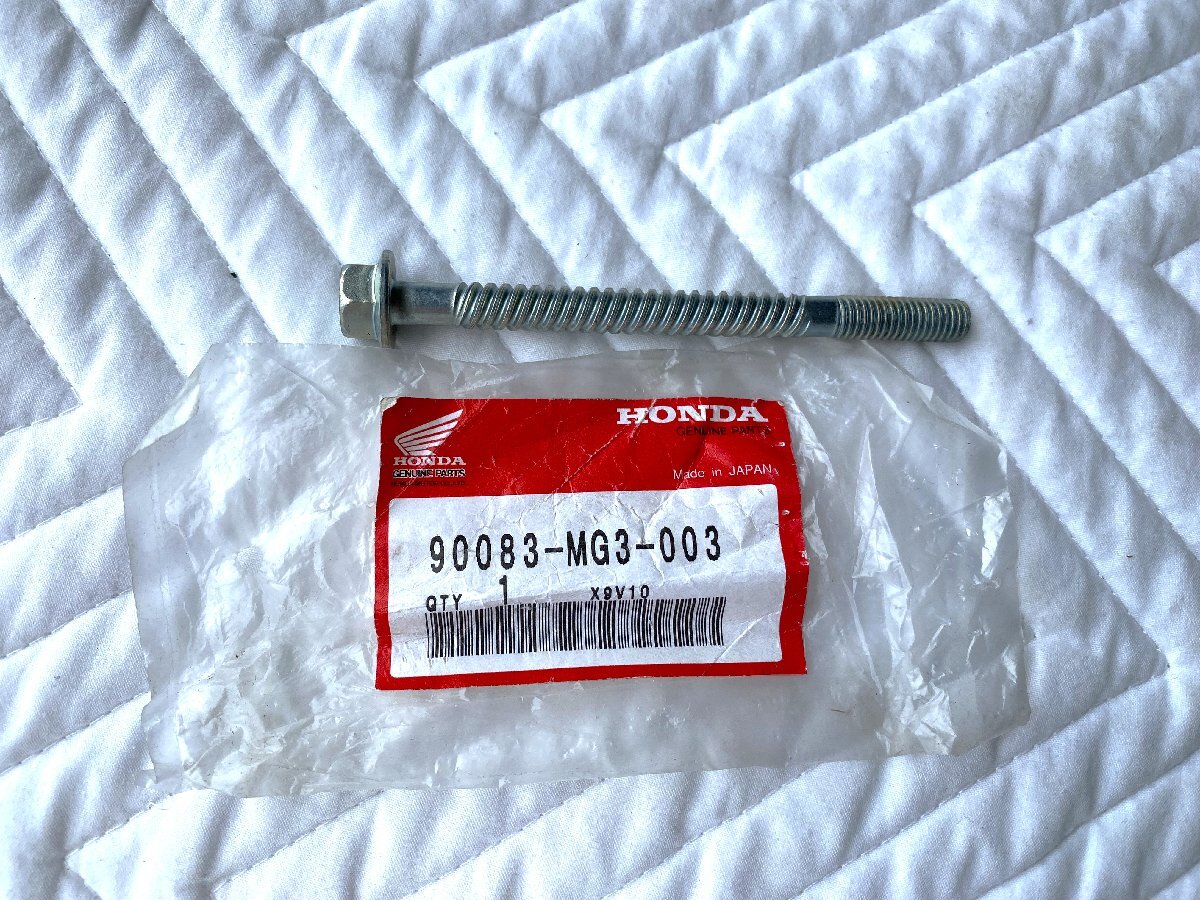 HONDA
GENUINE PARTS
HONDA
GENUINE PARTS
Made in JAPAN
90083-MG3-003
QTY 1 X9V10